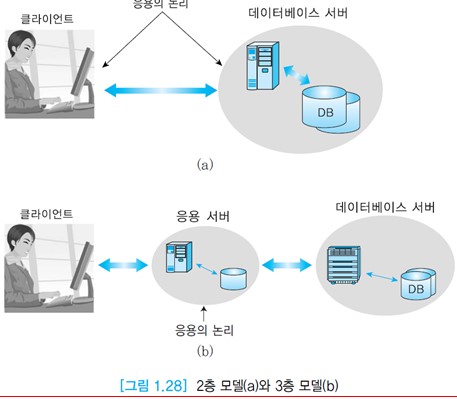 응용의 논리
클라이언트
데이터베이스 서버
DB
(a)
클라이언트
응용 서버
데이터베이스 서버
DB
응용의 논리
(b)
[그림 1.28] 2층 모델(a)와 3층 모델(b)